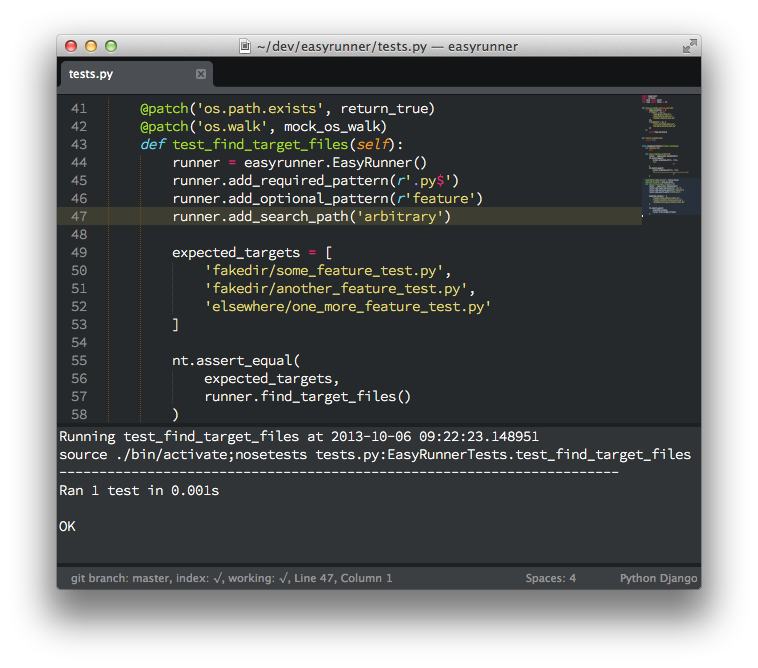 ~/dev/easyrunner/tests.py — easyrunner
tests.py
41 @patch('os.path.exists', return_true)
42 @patch('os.walk', mock_os_walk)
43 def test_find_target_files(self):
44 runner = easyrunner.EasyRunner()
45 runner.add_required_pattern(r'.py$')
46 runner.add_optional_pattern(r'feature')
47 runner.add_search_path('arbitrary')
48
49 expected_targets = [
50 'fakedir/some_feature_test.py',
51 'fakedir/another_feature_test.py',
52 'elsewhere/one_more_feature_test.py'
53 ]
54
55 nt.assert_equal(
56 expected_targets,
57 runner.find_target_files()
58 )
Running test_find_target_files at 2013-10-06 09:22:23.148951
source ./bin/activate;nosetests tests.py:EasyRunnerTests.test_find_target_files
----------------------------------------------------------------------
Ran 1 test in 0.001s

OK
git branch: master, index: √, working: √, Line 47, Column 1 Spaces: 4 Python Django